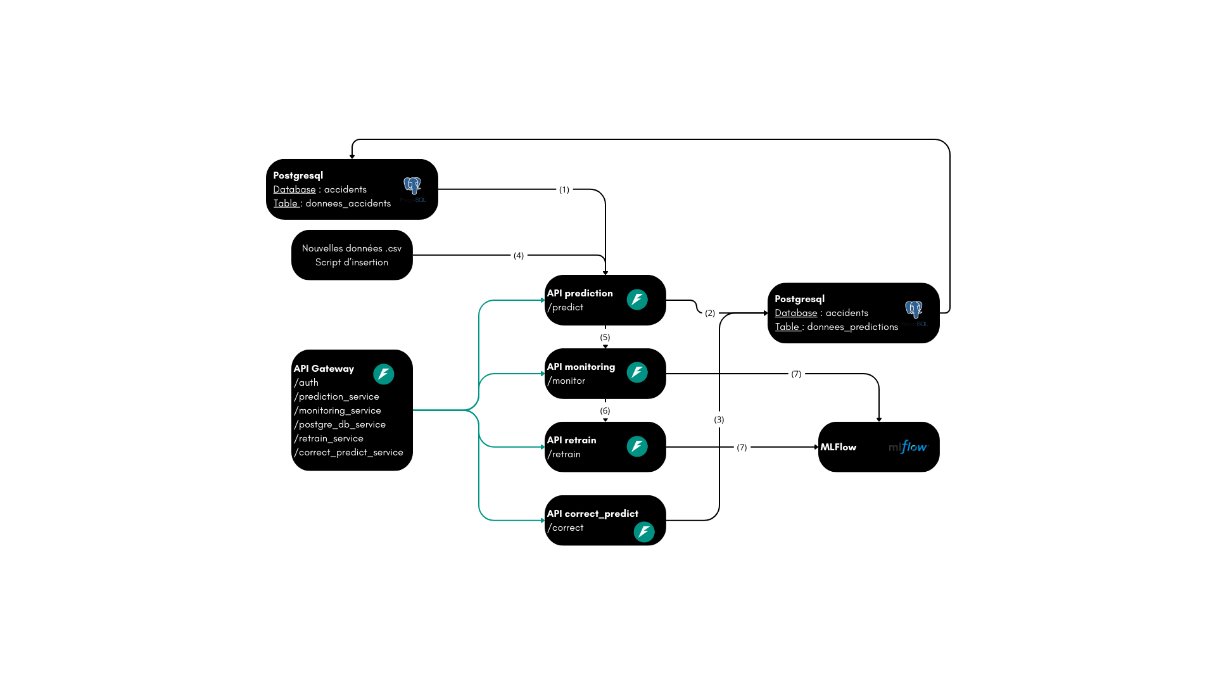 Postgresql
Database : accidents
Table : donnees_accidents
(1)
Nouvelles données .csv
Script d'insertion
(4)
API prediction
/predict
(2)
Postgresql
Database : accidents
Table : donnees_predictions
(5)
API Gateway
/auth
/prediction_service
/monitoring_service
/postgre_db_service
/retrain_service
/correct_predict_service
API monitoring
/monitor
(7)
(6)
(3)
API retrain
/retrain
(7)
MLFlow
mlflow
API correct_predict
/correct